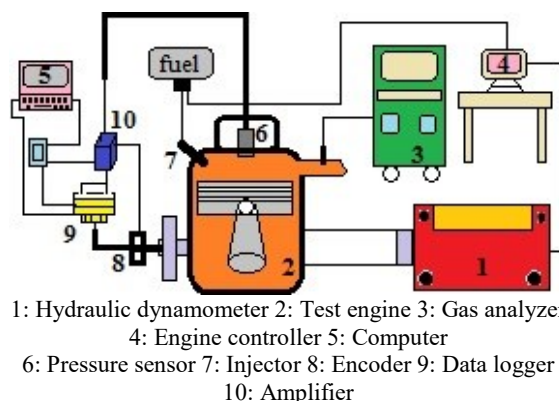 fuel
5
10
4
6
7
3
9
8
2
1
1: Hydraulic dynamometer 2: Test engine 3: Gas analyze
4: Engine controller 5: Computer
6: Pressure sensor 7: Injector 8: Encoder 9: Data logger
10: Amplifier